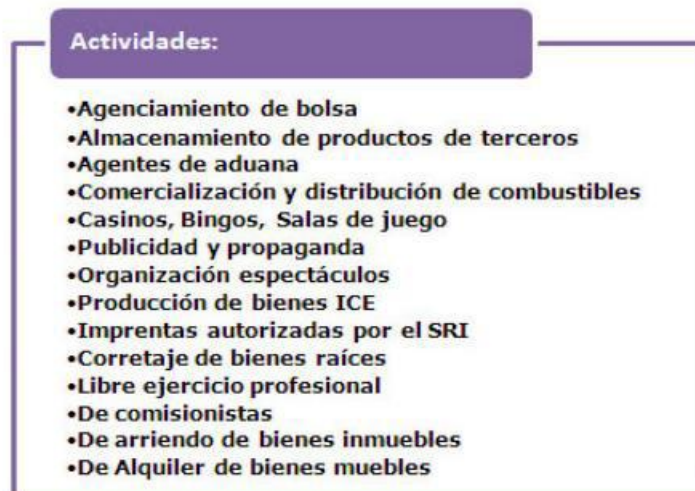 Actividades:
•Agenciamiento de bolsa
•Almacenamiento de productos de terceros
•Agentes de aduana
•Comercialización y distribución de combustibles
•Casinos, Bingos, Salas de juego
•Publicidad y propaganda
•Organización espectáculos
•Producción de bienes ICE
•Imprentas autorizadas por el SRI
•Corretaje de bienes raíces
•Libre ejercicio profesional
•De comisionistas
•De arriendo de bienes inmuebles
•De Alquiler de bienes muebles